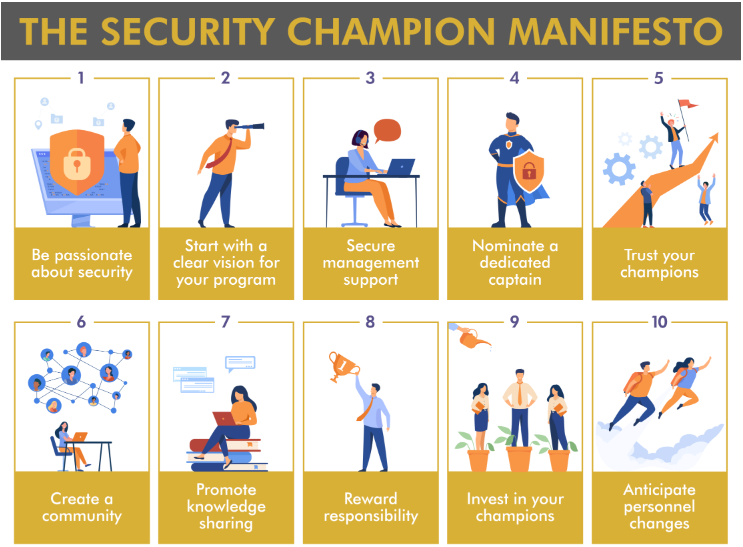 THE SECURITY CHAMPION MANIFESTO
1
Be passionate
about security
2
Start with a
clear vision for
your program
3
Secure
management
support
4
Nominate a
dedicated
captain
5
Trust your
champions
6
Create a
community
7
Promote
knowledge
sharing
8
1
Reward
responsibility
9
Invest in your
champions
10
Anticipate
personnel
changes